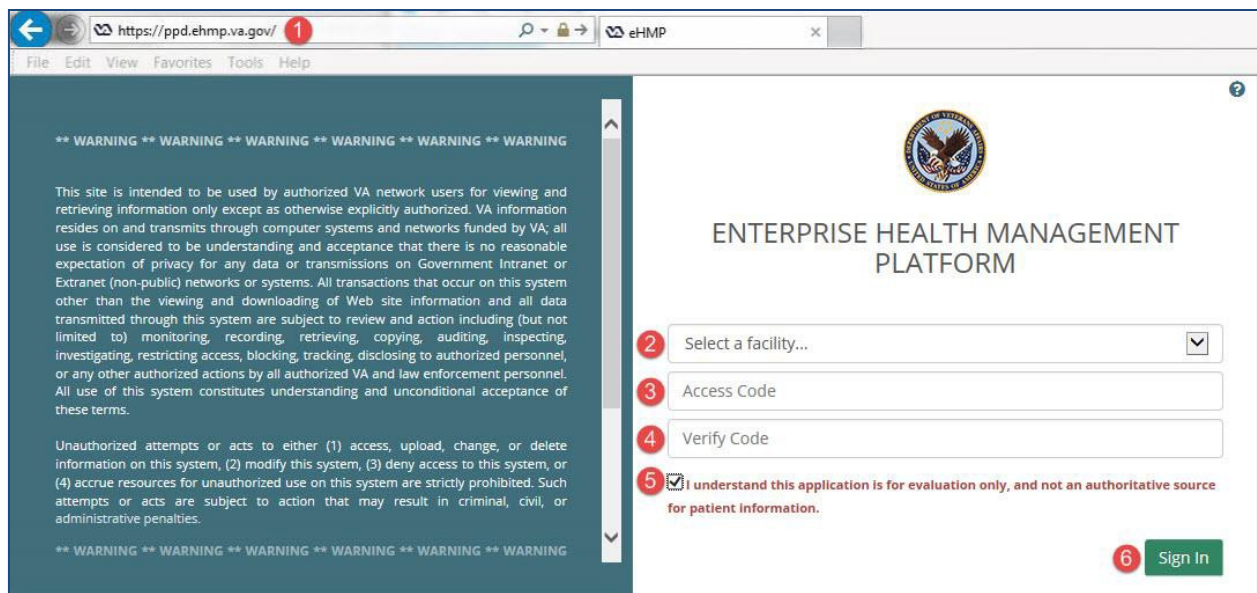 https://ppd.ehmp.va.gov/ 1
eHMP
File Edit View Favorites Tools Help
** WARNING ** WARNING ** WARNING ** WARNING ** WARNING ** WARNING
This site is intended to be used by authorized VA network users for viewing and
retrieving information only except as otherwise explicitly authorized. VA information
resides on and transmits through computer systems and networks funded by VA; all
use is considered to be understanding and acceptance that there is no reasonable
expectation of privacy for any data or transmissions on Government Intranet or
Extranet (non-public) networks or systems. All transactions that occur on this system
other than the viewing and downloading of Web site information and all data
transmitted through this system are subject to review and action including (but not
limited to) monitoring, recording, retrieving, copying, auditing, inspecting,
investigating, restricting access, blocking, tracking, disclosing to authorized personnel,
or any other authorized actions by all authorized VA and law enforcement personnel.
All use of this system constitutes understanding and unconditional acceptance of
these terms.
Unauthorized attempts or acts to either (1) access, upload, change, or delete
information on this system, (2) modify this system, (3) deny access to this system, or
(4) accrue resources for unauthorized use on this system are strictly prohibited. Such
attempts or acts are subject to action that may result in criminal, civil, or
administrative penalties.
** WARNING ** WARNING ** WARNING ** WARNING ** WARNING ** WARNING
DEPARTMENT OF VETERANS AFFAIRS
UNITED STATES OF AMERICA
ENTERPRISE HEALTH MANAGEMENT
PLATFORM
2 Select a facility...
3 Access Code
4 Verify Code
5 I understand this application is for evaluation only, and not an authoritative source
for patient information.
6 Sign In